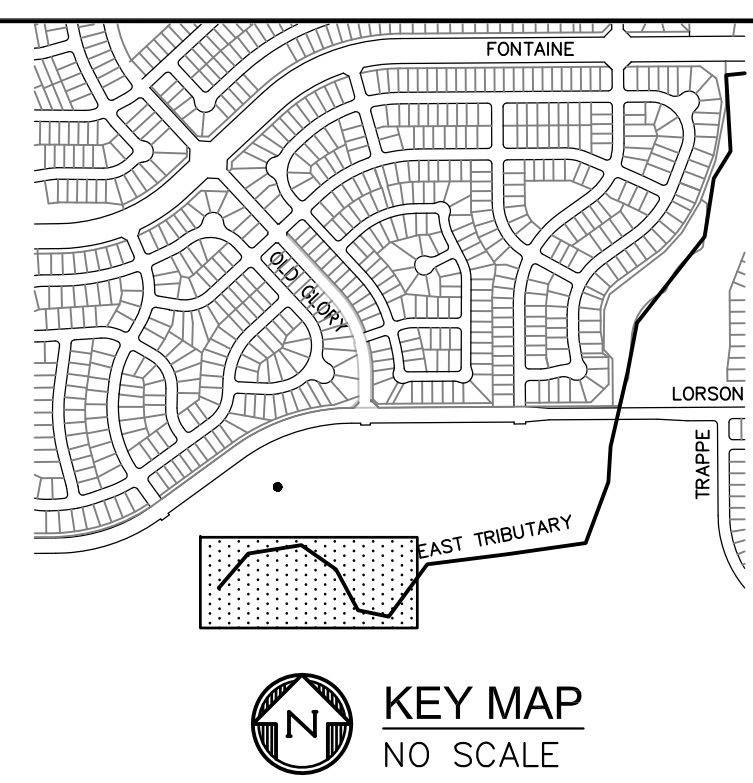 FONTAINE
OLD GLORY
LORSON
TRAPPE
EAST TRIBUTARY
N
KEY MAP
NO SCALE